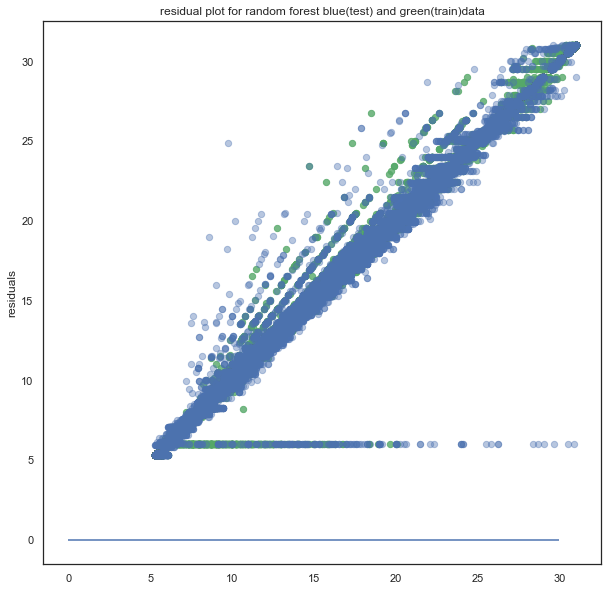 residual plot for random forest blue(test) and green(train)data
residuals
30
25
20
15
10
5
0
0 5 10 15 20 25 30